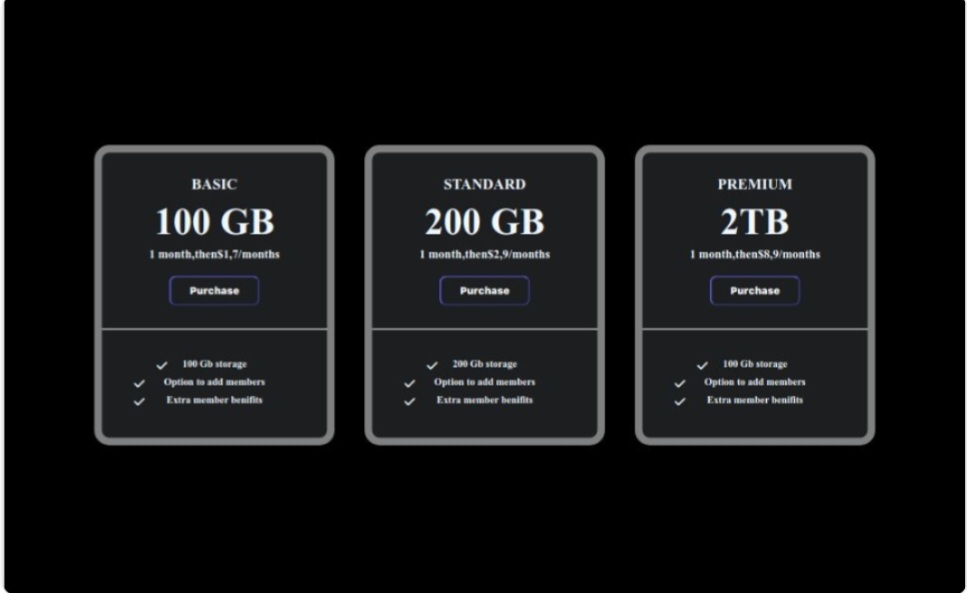 BASIC
100 GB
1 month,then$1,7/months
Purchase
100 Gb storage
Option to add members
Extra member benifits
STANDARD
200 GB
1 month,then$2,9/months
Purchase
200 Gb storage
Option to add members
Extra member benifits
PREMIUM
2TB
1 month,then$8,9/months
Purchase
100 Gb storage
Option to add members
Extra member benifits